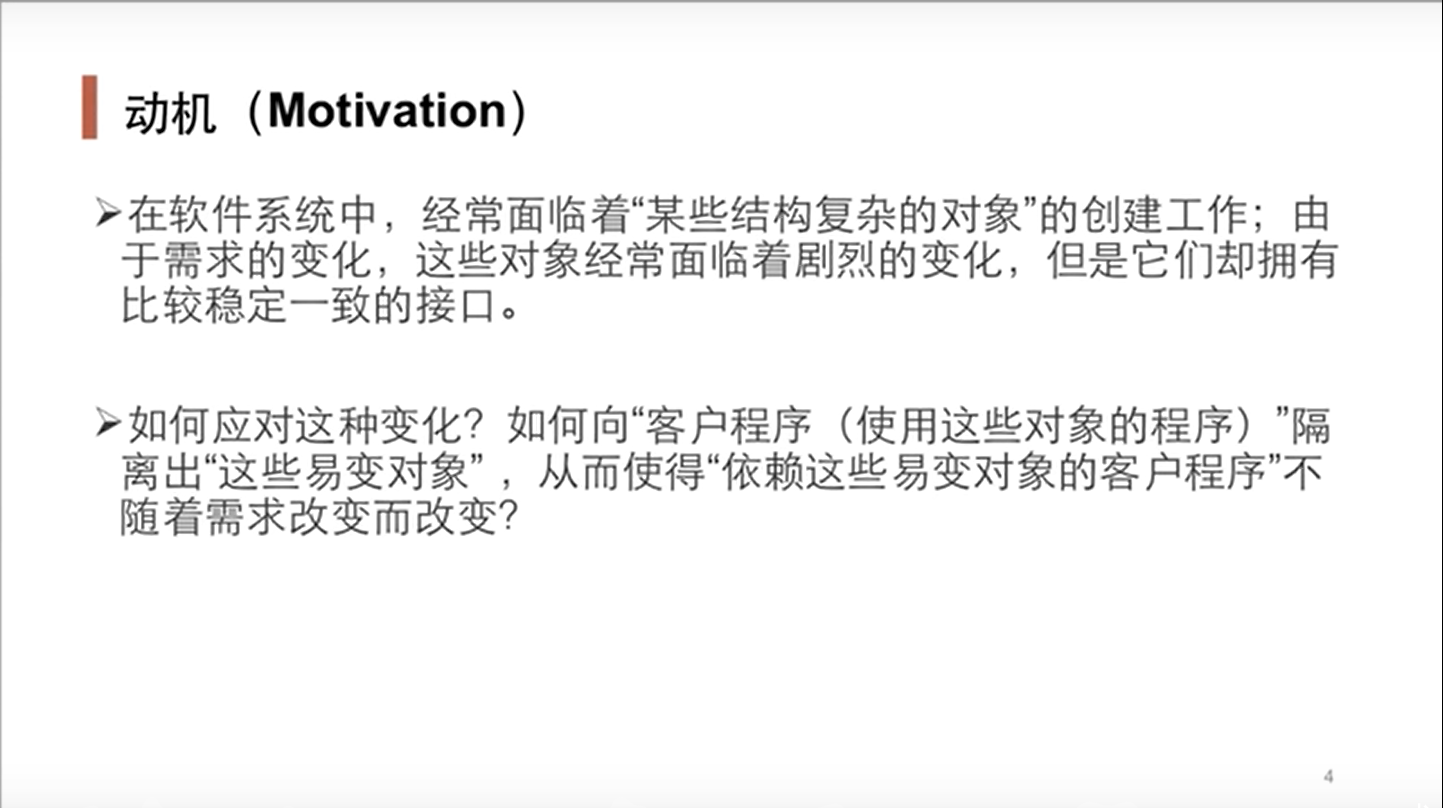 动机（Motivation）
➢在软件系统中，经常面临着“某些结构复杂的对象”的创建工作；由
于需求的变化，这些对象经常面临着剧烈的变化，但是它们却拥有
比较稳定一致的接口。
➢如何应对这种变化？如何向“客户程序（使用这些对象的程序）”隔
离出“这些易变对象”，从而使得“依赖这些易变对象的客户程序”不
随着需求改变而改变？
4